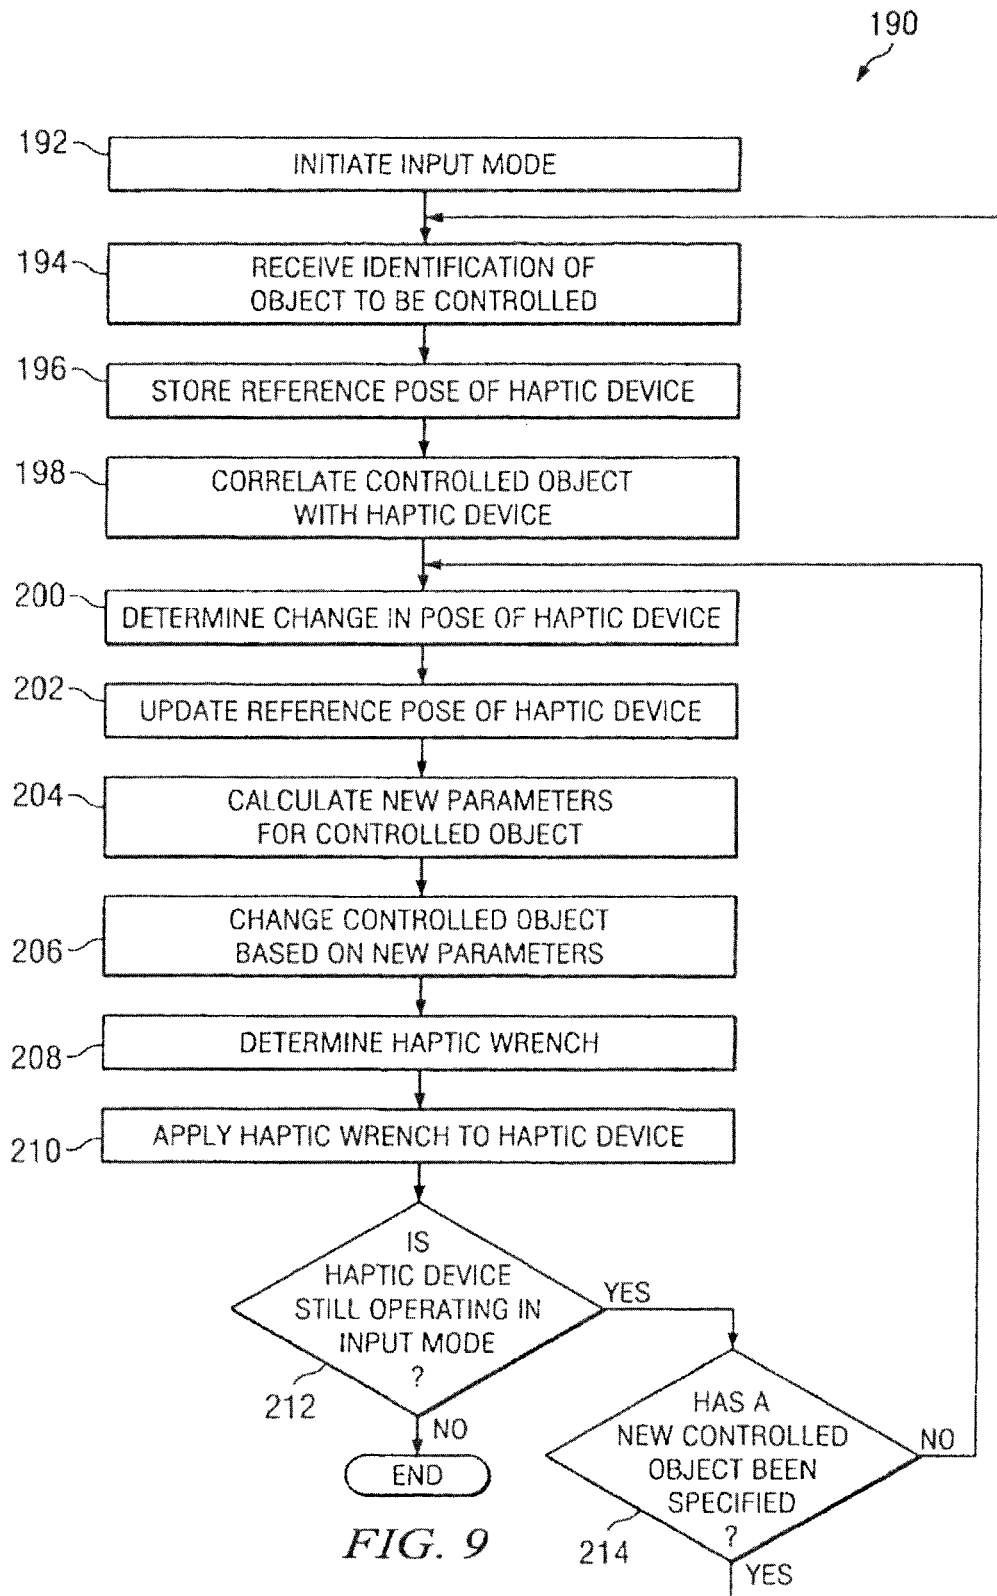 190
192
INITIATE INPUT MODE
194
RECEIVE IDENTIFICATION OF
OBJECT TO BE CONTROLLED
196
STORE REFERENCE POSE OF HAPTIC DEVICE
198
CORRELATE CONTROLLED OBJECT
WITH HAPTIC DEVICE
200
DETERMINE CHANGE IN POSE OF HAPTIC DEVICE
202
UPDATE REFERENCE POSE OF HAPTIC DEVICE
204
CALCULATE NEW PARAMETERS
FOR CONTROLLED OBJECT
206
CHANGE CONTROLLED OBJECT
BASED ON NEW PARAMETERS
208
DETERMINE HAPTIC WRENCH
210
APPLY HAPTIC WRENCH TO HAPTIC DEVICE
IS
HAPTIC DEVICE
STILL OPERATING IN
INPUT MODE
?
YES
212
NO
END
HAS A
NEW CONTROLLED
OBJECT BEEN
SPECIFIED
?
NO
214
YES
FIG. 9